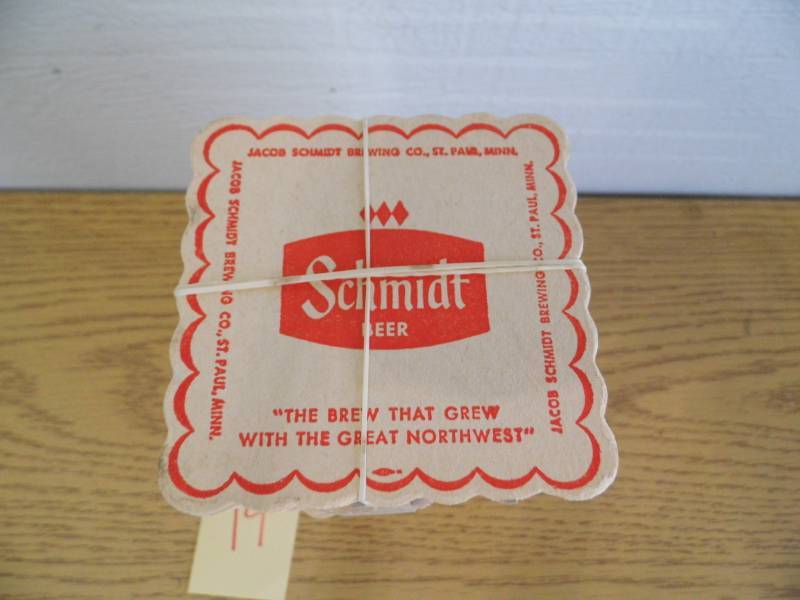 JACOB SCHMIDT BREWING CO., ST. PAUL, MINN.
JACOB SCHMIDT BREWING CO., ST. PAUL, MINN.
JACOB SCHMIDT BREWING CO., ST. PAUL, MINN.
Schmidt
BEER
"THE BREW THAT GREW
WITH THE GREAT NORTHWEST"